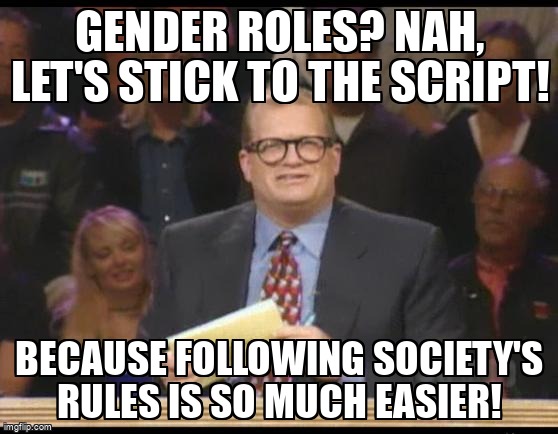 GENDER ROLES? NAH,
LET'S STICK TO THE SCRIPT!
BECAUSE FOLLOWING SOCIETY'S
RULES IS SO MUCH EASIER!
imgflip.com